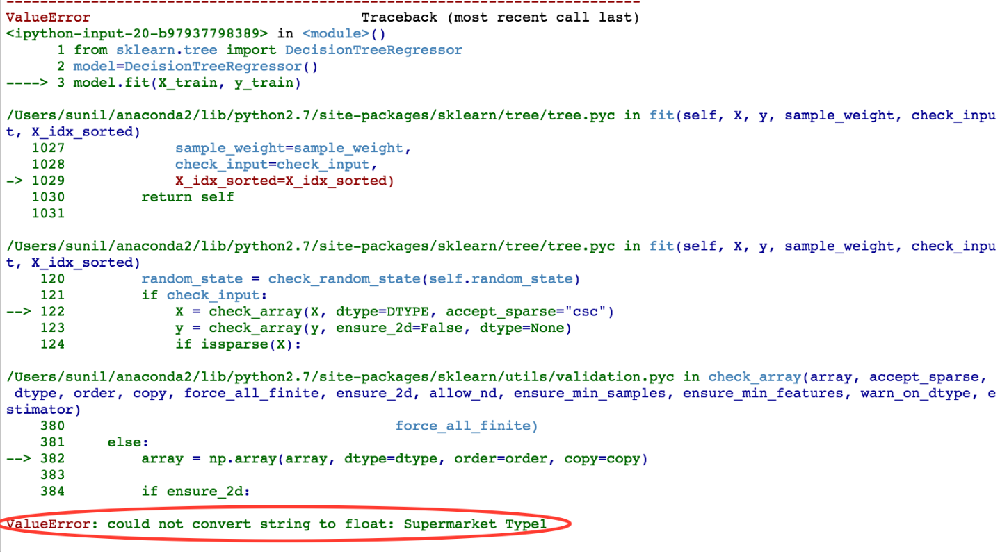 ---------------------------------------------------------------------------
ValueError                                Traceback (most recent call last)
<ipython-input-20-b97937798389> in <module>()
      1 from sklearn.tree import DecisionTreeRegressor
      2 model=DecisionTreeRegressor()
----> 3 model.fit(X_train, y_train)
/Users/sunil/anaconda2/lib/python2.7/site-packages/sklearn/tree/tree.pyc in fit(self, X, y, sample_weight, check_inpu
t, X_idx_sorted)
   1027             sample_weight=sample_weight,
   1028             check_input=check_input,
-> 1029             X_idx_sorted=X_idx_sorted)
   1030         return self
   1031
/Users/sunil/anaconda2/lib/python2.7/site-packages/sklearn/tree/tree.pyc in fit(self, X, y, sample_weight, check_inpu
t, X_idx_sorted)
    120         random_state = check_random_state(self.random_state)
    121         if check_input:
--> 122             X = check_array(X, dtype=DTYPE, accept_sparse="csc")
    123             y = check_array(y, ensure_2d=False, dtype=None)
    124             if issparse(X):
/Users/sunil/anaconda2/lib/python2.7/site-packages/sklearn/utils/validation.pyc in check_array(array, accept_sparse,
 dtype, order, copy, force_all_finite, ensure_2d, allow_nd, ensure_min_samples, ensure_min_features, warn_on_dtype, e
stimator)
    380                                       force_all_finite)
    381     else:
--> 382         array = np.array(array, dtype=dtype, order=order, copy=copy)
    383
    384         if ensure_2d:
ValueError: could not convert string to float: Supermarket Type1